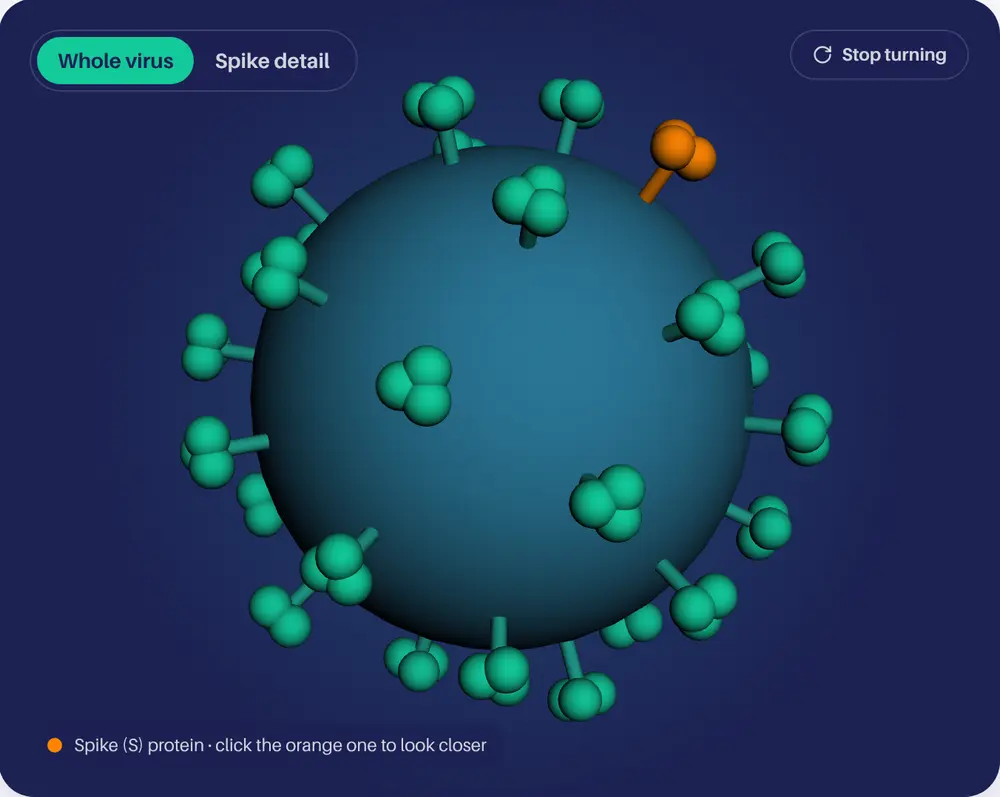 Whole virus
Spike detail
Stop turning
Spike (S) protein · click the orange one to look closer